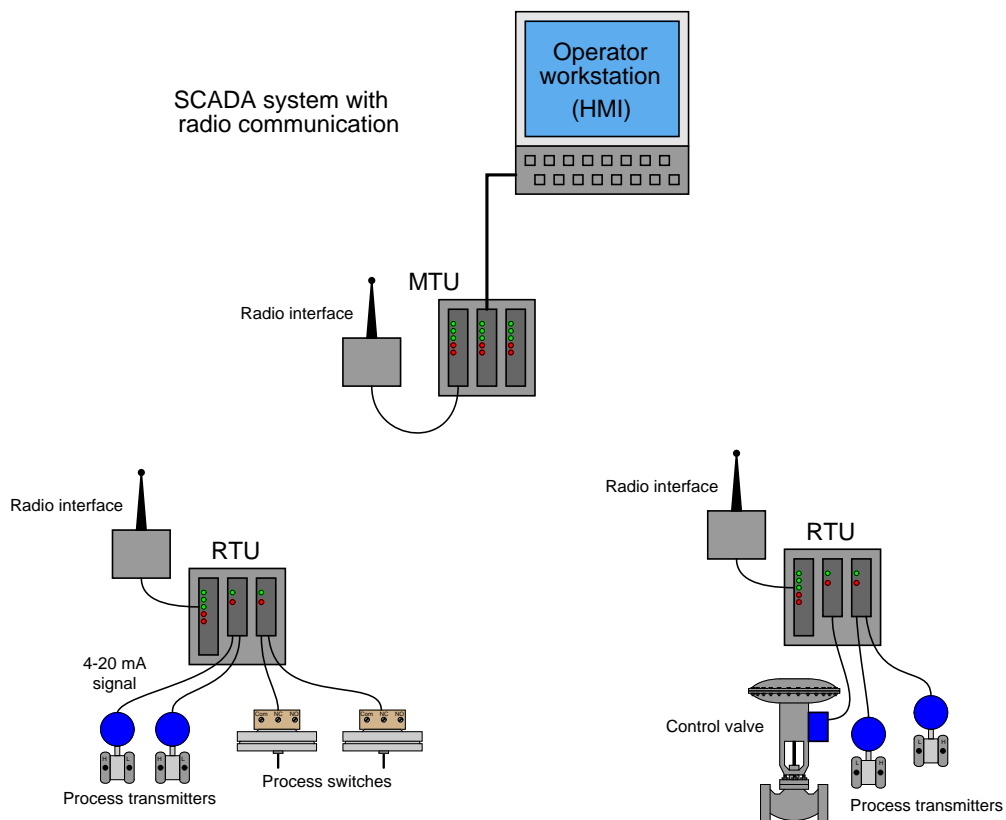 SCADA system with
radio communication
Operator
workstation
(HMI)
MTU
Radio interface
Radio interface
RTU
4-20 mA
signal
Com NC NO
Com NC NO
H L
H L
Process transmitters
Process switches
Radio interface
RTU
Control valve
L H
L H
Process transmitters